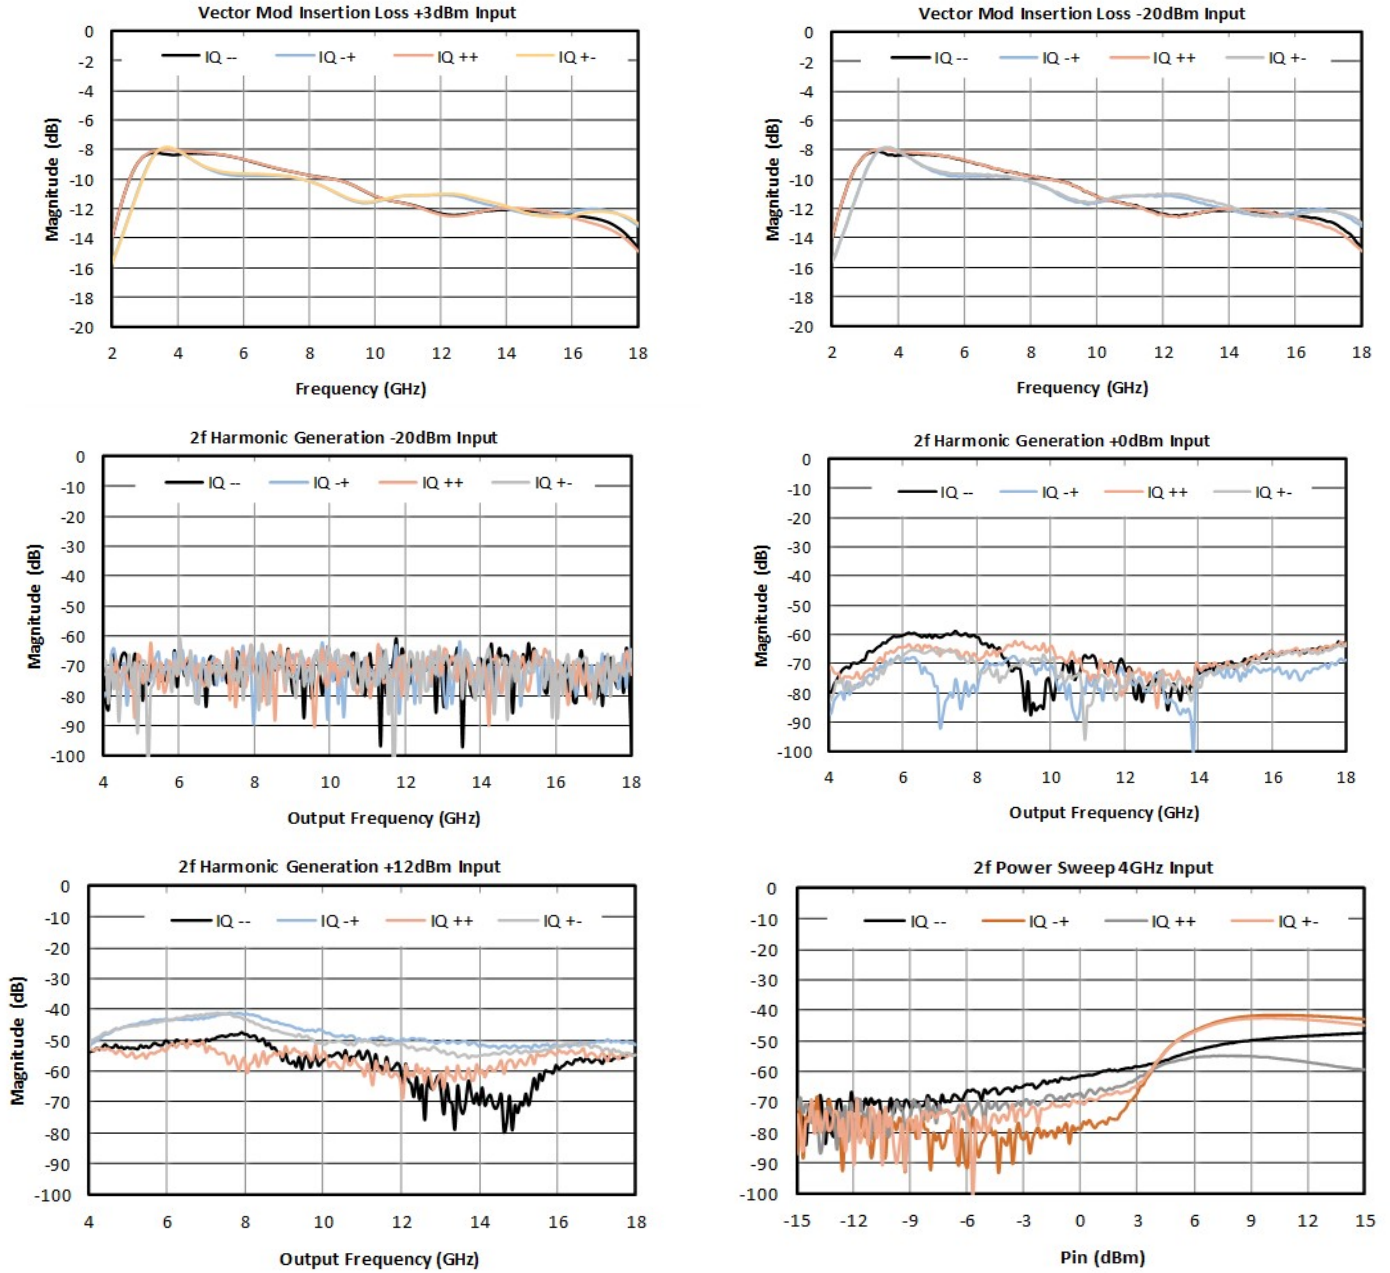 Vector Mod Insertion Loss +3dBm Input
0
-2
-4
-6
-8
-10
-12
-14
-16
-18
-20
IQ --
IQ -+
IQ ++
IQ +-
Magnitude (dB)
2 4 6 8 10 12 14 16 18
Frequency (GHz)
Vector Mod Insertion Loss -20dBm Input
0
-2
-4
-6
-8
-10
-12
-14
-16
-18
-20
IQ --
IQ -+
IQ ++
IQ +-
Magnitude (dB)
2 4 6 8 10 12 14 16 18
Frequency (GHz)
2f Harmonic Generation -20dBm Input
0
-10
-20
-30
-40
-50
-60
-70
-80
-90
-100
IQ --
IQ -+
IQ ++
IQ +-
Magnitude (dB)
4 6 8 10 12 14 16 18
Output Frequency (GHz)
2f Harmonic Generation +0dBm Input
0
-10
-20
-30
-40
-50
-60
-70
-80
-90
-100
IQ --
IQ -+
IQ ++
IQ +-
Magnitude (dB)
4 6 8 10 12 14 16 18
Output Frequency (GHz)
2f Harmonic Generation +12dBm Input
0
-10
-20
-30
-40
-50
-60
-70
-80
-90
-100
IQ --
IQ -+
IQ ++
IQ +-
Magnitude (dB)
4 6 8 10 12 14 16 18
Output Frequency (GHz)
2f Power Sweep 4GHz Input
0
-10
-20
-30
-40
-50
-60
-70
-80
-90
-100
IQ --
IQ -+
IQ ++
IQ +-
-15 -12 -9 -6 -3 0 3 6 9 12 15
Pin (dBm)